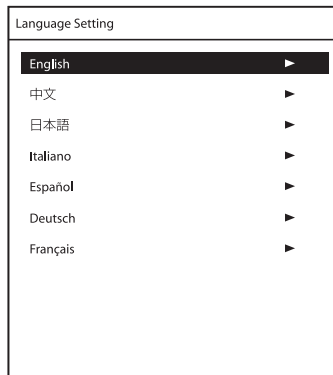 Language Setting
English
中文
日本語
Italiano
Español
Deutsch
Français